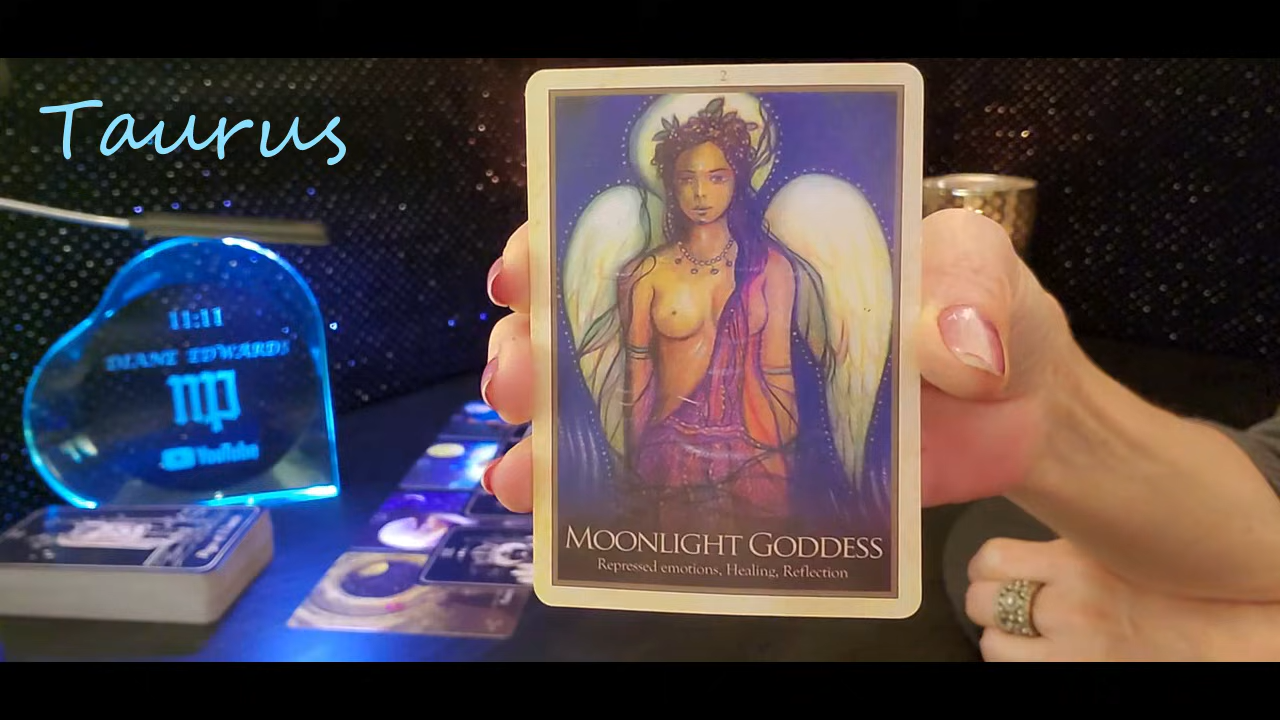 Taurus
11:11
DIANE EDWARDS
YouTube
2
MOONLIGHT GODDESS
Repressed emotions, Healing, Reflection